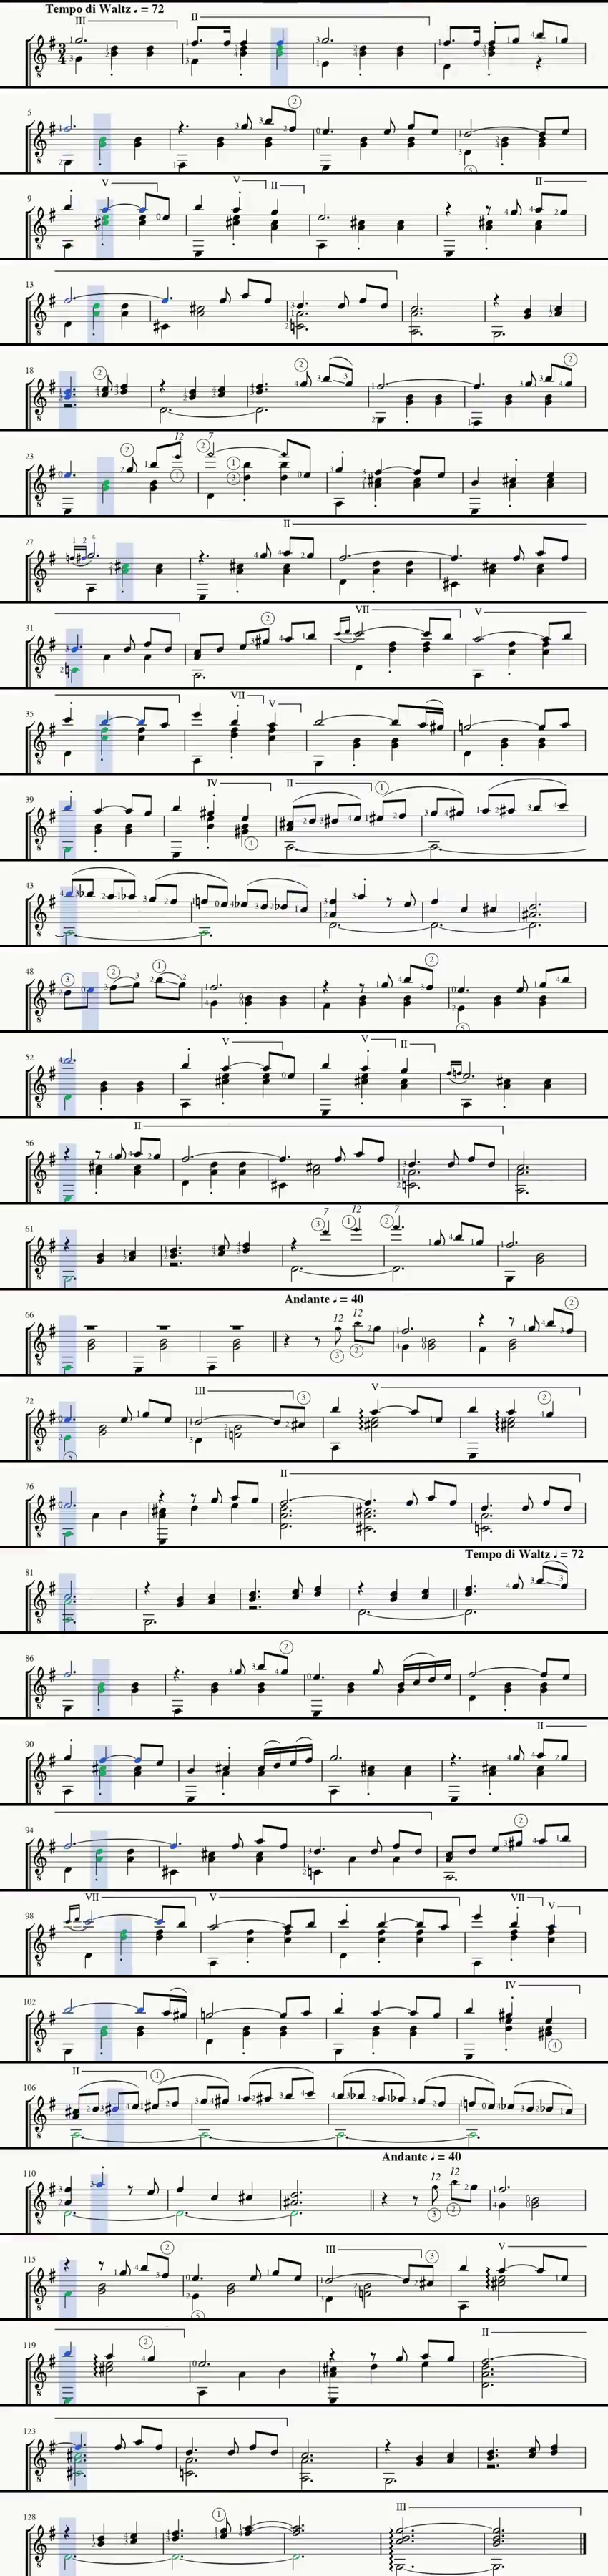 Tempo di Waltz ♩. = 72
III II
5
9 V V II II
13
18
23 12 7
27 II
31 VII V
35 VII V
39 IV II
43
48
52 V V II
56 II
61 7 12 7
Andante ♩ = 40
66 12 12
72 III V
76 II
Tempo di Waltz ♩. = 72
81
86
90 II
94
98 VII V VII V
102 IV
106 II
Andante ♩ = 40
110 12 12
115 III V
119 II
123
128 III